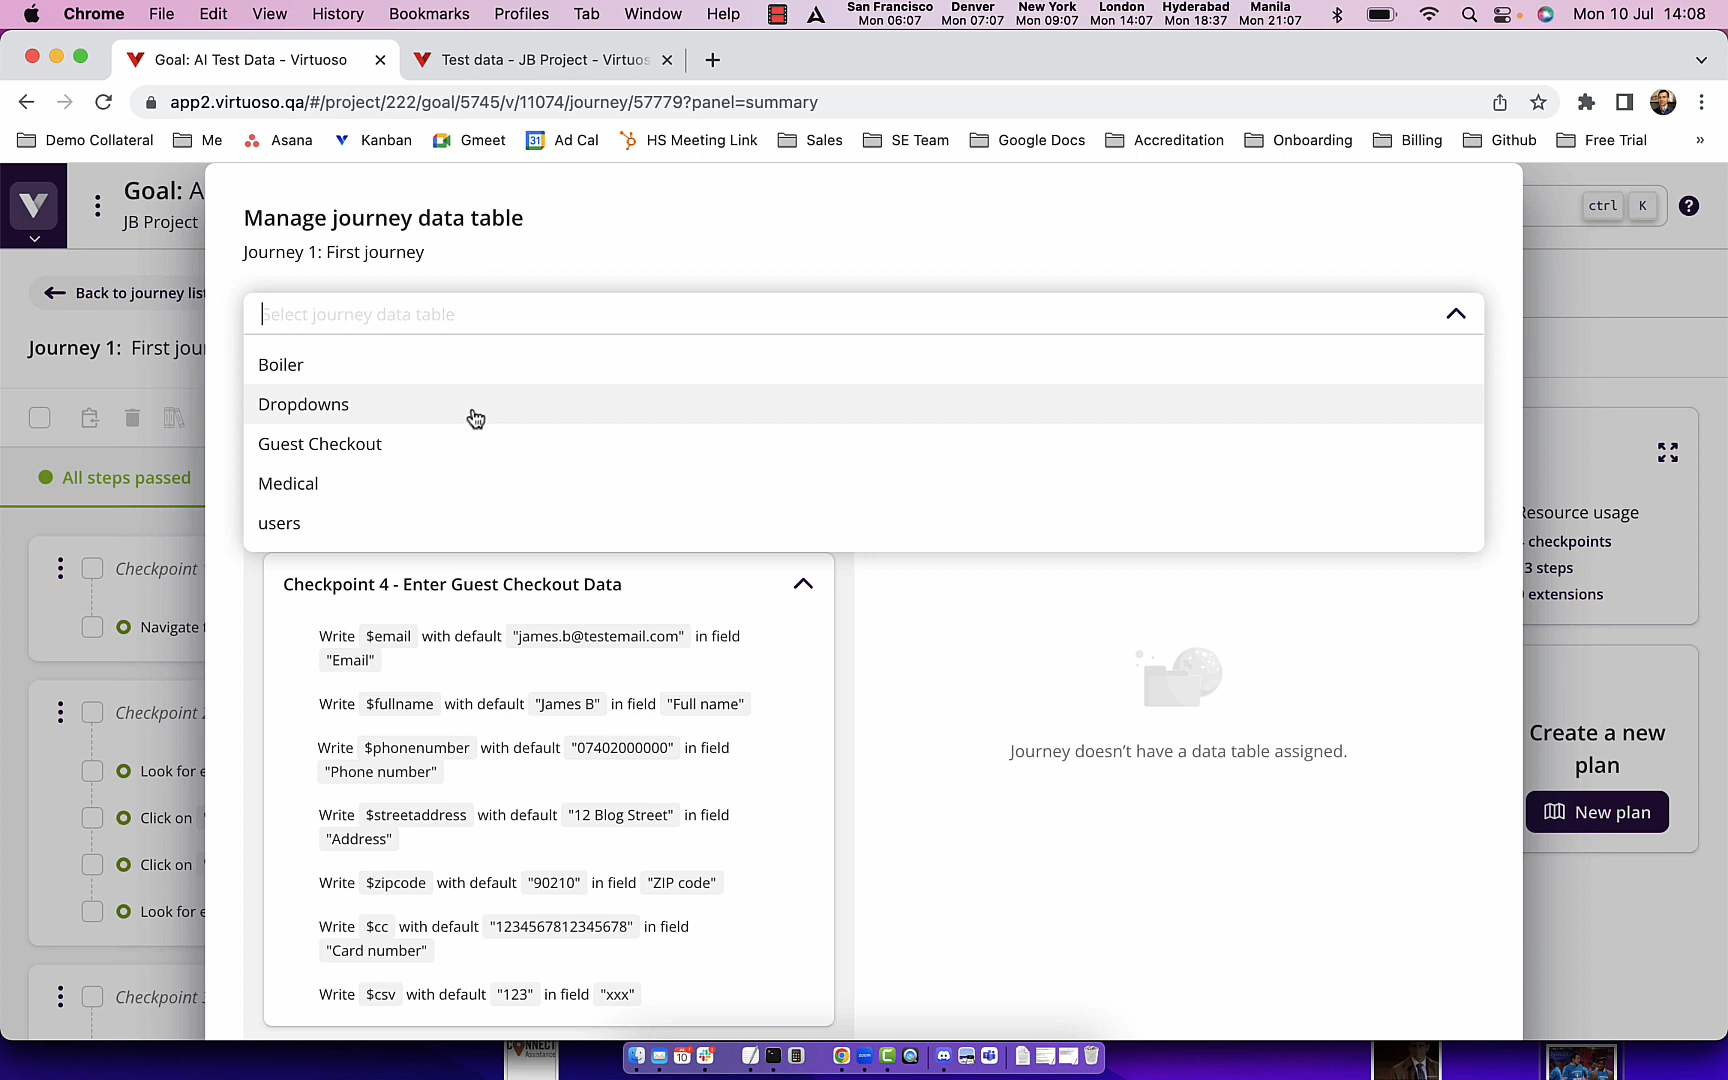 Chrome File Edit View History Bookmarks Profiles Tab Window Help
San Francisco Denver New York London Hyderabad Manila
Mon 06:07 Mon 07:07 Mon 09:07 Mon 14:07 Mon 18:37 Mon 21:07
Mon 10 Jul 14:08
Goal: AI Test Data - Virtuoso
Test data - JB Project - Virtuos
app2.virtuoso.qa/#/project/222/goal/5745/v/11074/journey/57779?panel=summary
Demo Collateral Me Asana Kanban Gmeet Ad Cal HS Meeting Link Sales SE Team Google Docs Accreditation Onboarding Billing Github Free Trial »
Goal: A
JB Project
ctrl K
Back to journey list
Journey 1: First jour
All steps passed
Checkpoint
Navigate t
Checkpoint 2
Look for e
Click on
Click on
Look for e
Checkpoint 3
Manage journey data table
Journey 1: First journey
Select journey data table
Boiler
Dropdowns
Guest Checkout
Medical
users
Checkpoint 4 - Enter Guest Checkout Data
Write $email with default "james.b@testemail.com" in field
"Email"
Write $fullname with default "James B" in field "Full name"
Write $phonenumber with default "07402000000" in field
"Phone number"
Write $streetaddress with default "12 Blog Street" in field
"Address"
Write $zipcode with default "90210" in field "ZIP code"
Write $cc with default "1234567812345678" in field
"Card number"
Write $csv with default "123" in field "xxx"
Journey doesn't have a data table assigned.
Resource usage
checkpoints
3 steps
extensions
Create a new
plan
New plan
CONNECT
Assistance